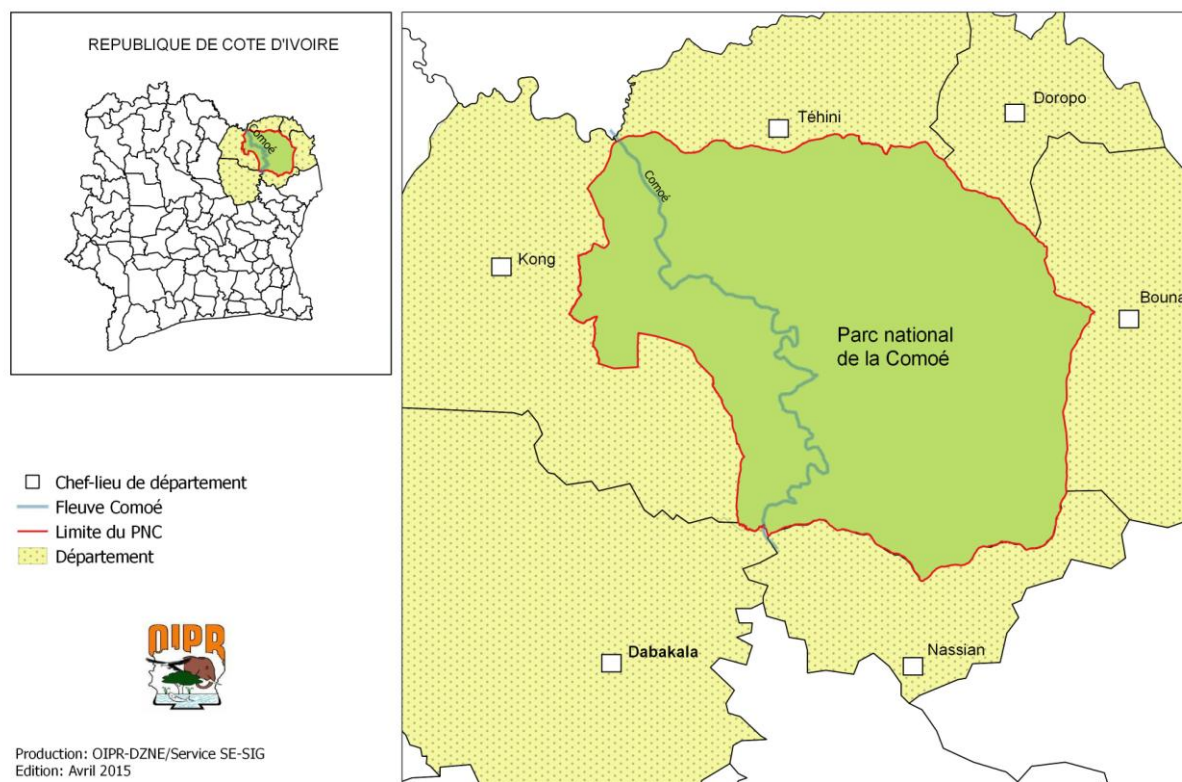 REPUBLIQUE DE COTE D'IVOIRE
Comoé
Doropo
Téhini
Comoé
Kong
Bouna
Parc national
de la Comoé
Chef-lieu de département
Fleuve Comoé
Limite du PNC
Département
Dabakala
Nassian
OIPR
Production: OIPR-DZNE/Service SE-SIG
Edition: Avril 2015